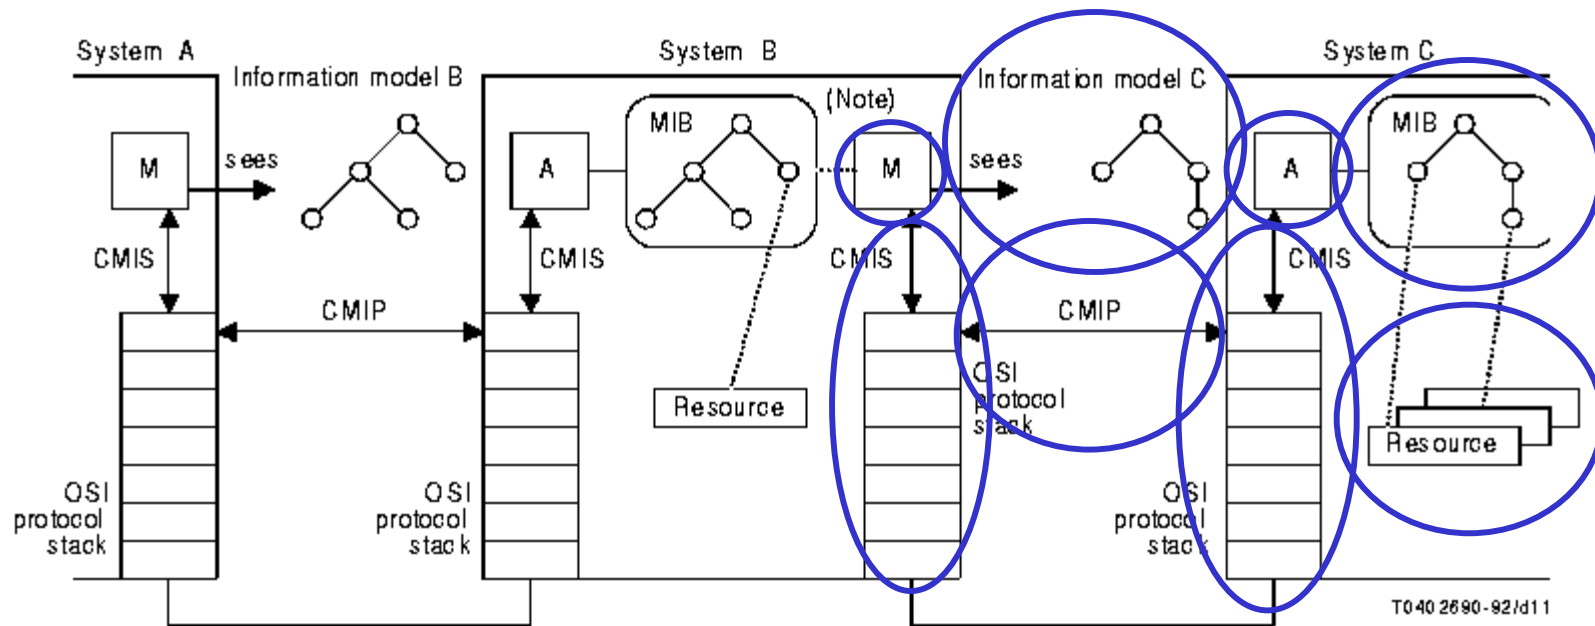 System A
System B
System C
Information model B
Information model C
(Note)
MIB
MIB
M
sees
A
M
sees
A
CMIS
CMIS
CMIS
CMIS
CMIP
CMIP
Resource
Resource
OSI
protocol
stack
OSI
protocol
stack
OSI
protocol
stack
OSI
protocol
stack
T0402690-92/d11